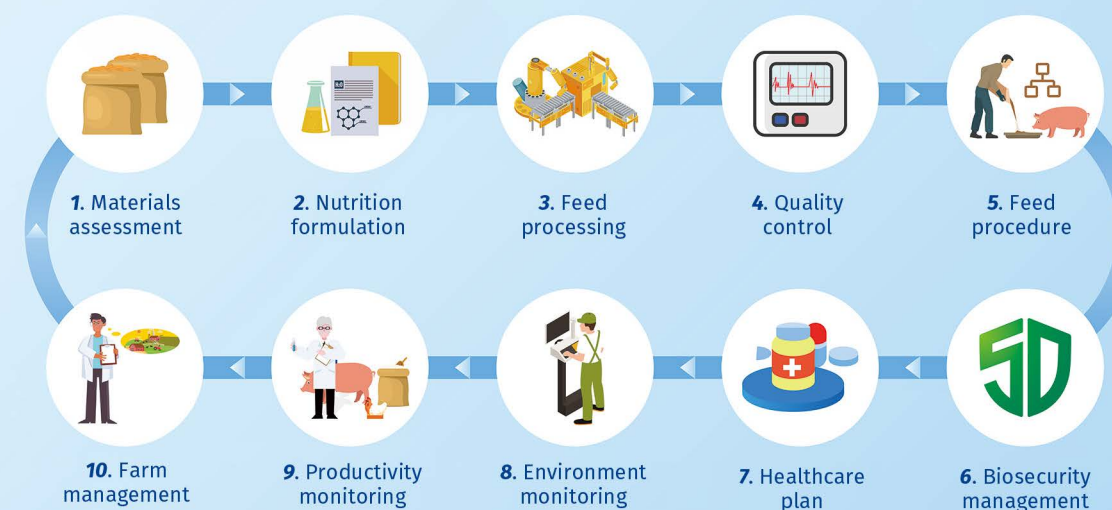 1. Materials
assessment
2. Nutrition
formulation
3. Feed
processing
4. Quality
control
5. Feed
procedure
10. Farm
management
9. Productivity
monitoring
8. Environment
monitoring
7. Healthcare
plan
6. Biosecurity
management